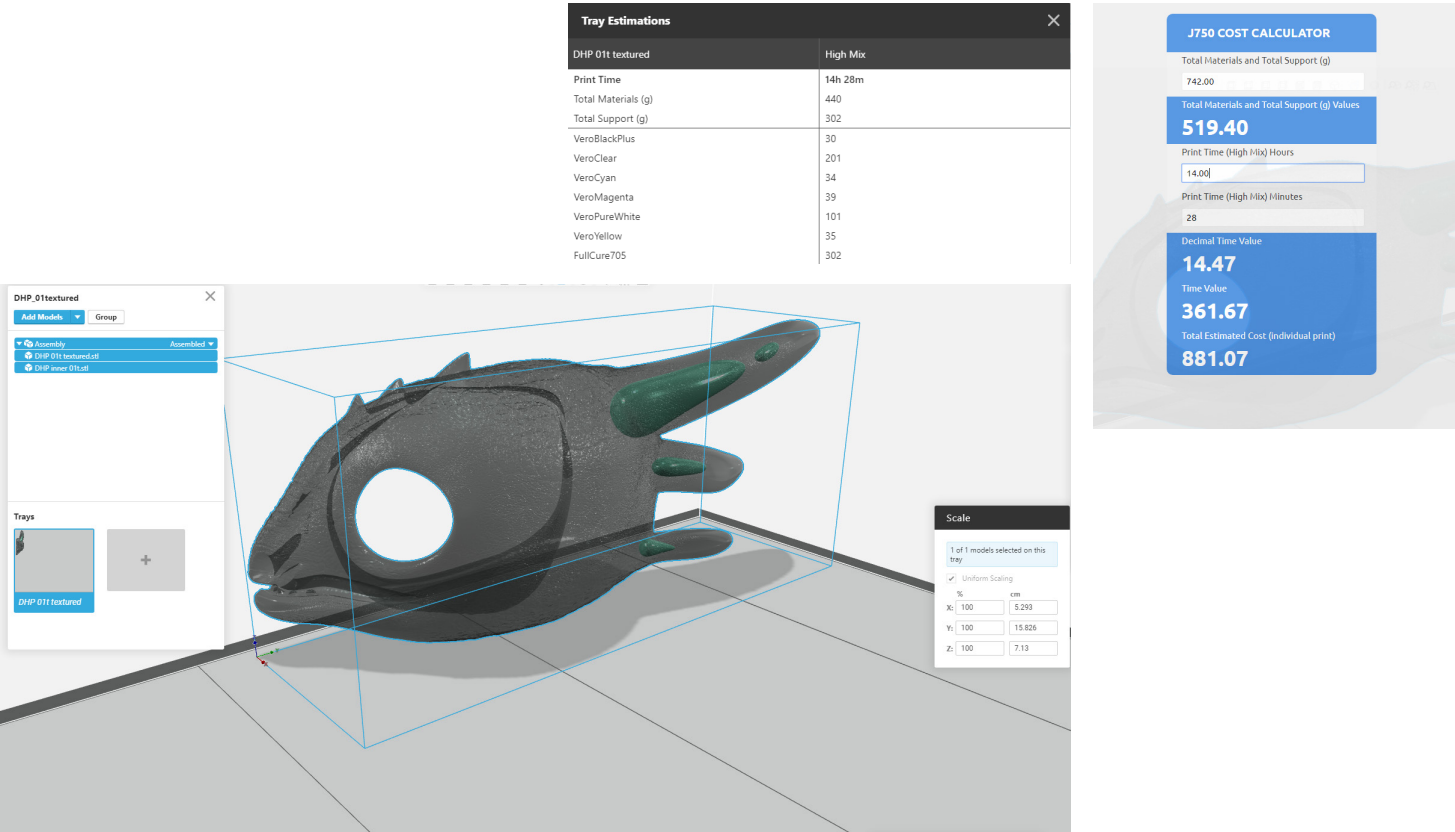 Tray Estimations
DHP 01t textured High Mix
Print Time 14h 28m
Total Materials (g) 440
Total Support (g) 302
VeroBlackPlus 30
VeroClear 201
VeroCyan 34
VeroMagenta 39
VeroPureWhite 101
VeroYellow 35
FullCure705 302
J750 COST CALCULATOR
Total Materials and Total Support (g)
742.00
Total Materials and Total Support (g) Values
519.40
Print Time (High Mix) Hours
14.00
Print Time (High Mix) Minutes
28
Decimal Time Value
14.47
Time Value
361.67
Total Estimated Cost (individual print)
881.07
DHP_01textured
Add Models Group
Assembly Assembled
DHP 01t textured.stl
DHP inner 01t.stl
Trays
DHP 01t textured
Scale
1 of 1 models selected on this
tray
Uniform Scaling
% cm
X: 100 5.293
Y: 100 15.826
Z: 100 7.13